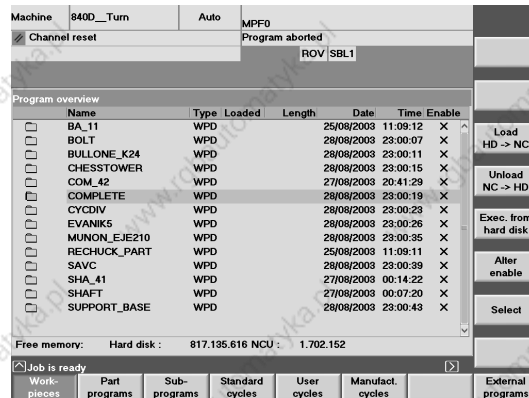 Machine 840D__Turn Auto MPF0
Channel reset Program aborted
ROV SBL1
Program overview
Name Type Loaded Length Date Time Enable
BA_11 WPD 25/08/2003 11:09:12 X
BOLT WPD 28/08/2003 23:00:07 X
BULLONE_K24 WPD 28/08/2003 23:00:11 X
CHESSTOWER WPD 28/08/2003 23:00:15 X
COM_42 WPD 27/08/2003 20:41:29 X
COMPLETE WPD 28/08/2003 23:00:19 X
CYCDIV WPD 28/08/2003 23:00:23 X
EVANIK5 WPD 28/08/2003 23:00:26 X
MUNON_EJE210 WPD 28/08/2003 23:00:35 X
RECHUCK_PART WPD 25/08/2003 11:09:11 X
SAVC WPD 28/08/2003 23:00:39 X
SHA_41 WPD 27/08/2003 00:14:22 X
SHAFT WPD 27/08/2003 00:07:20 X
SUPPORT_BASE WPD 28/08/2003 23:00:43 X
Free memory: Hard disk : 817.135.616 NCU : 1.702.152
Job is ready
Load
HD -> NC
Unload
NC -> HD
Exec. from
hard disk
Alter
enable
Select
Work-
pieces
Part
programs
Sub-
programs
Standard
cycles
User
cycles
Manufact.
cycles
External
programs